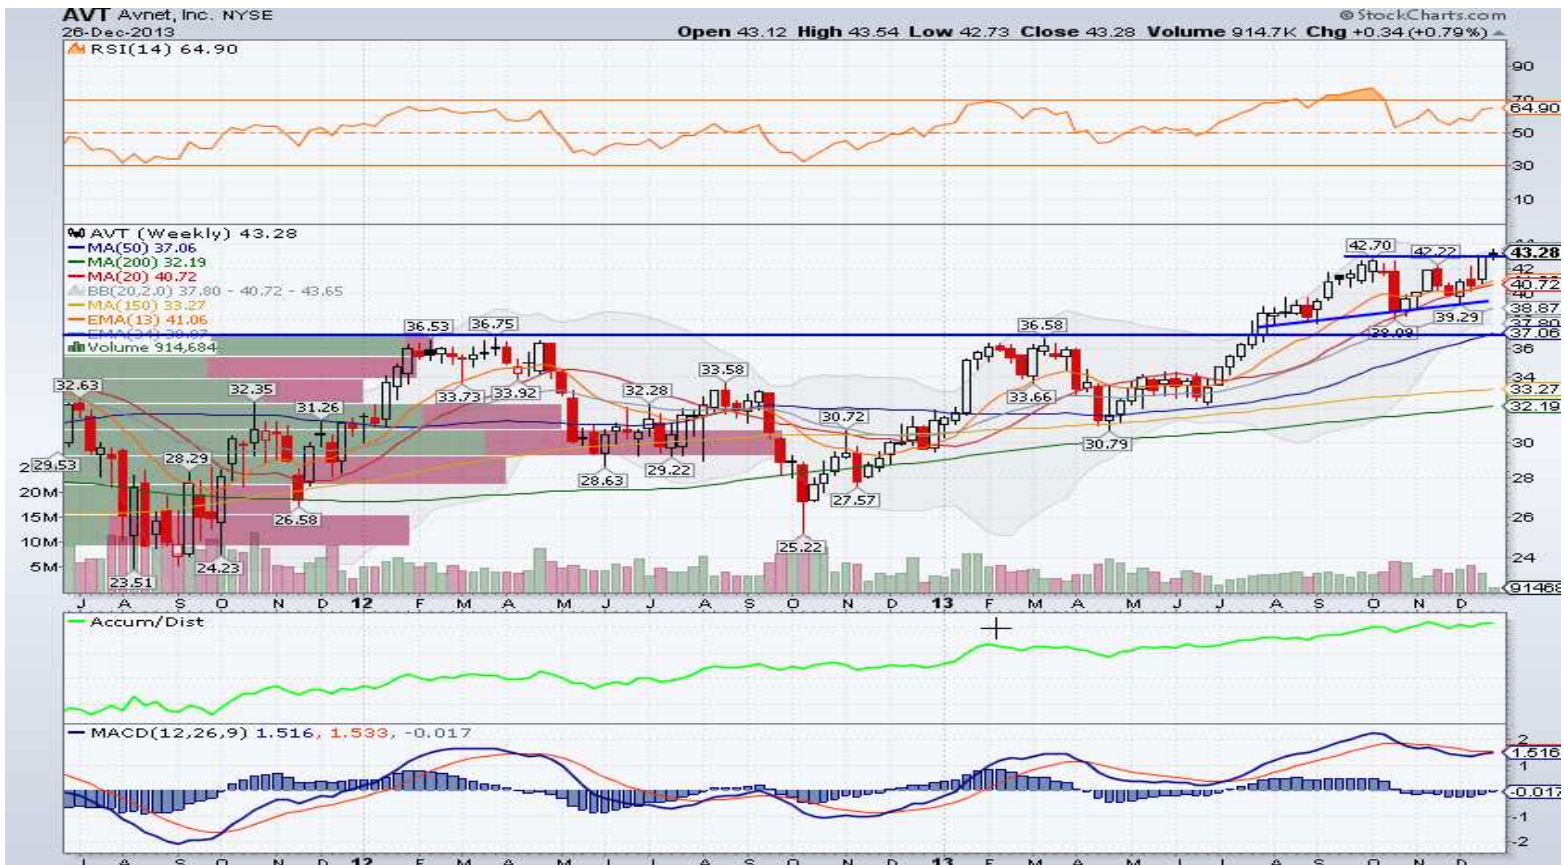 AVT Avnet, Inc. NYSE
© StockCharts.com
26-Dec-2013
Open 43.12 High 43.54 Low 42.73 Close 43.28 Volume 914.7K Chg +0.34 (+0.79%)
RSI(14) 64.90
90
70
64.90
50
30
10
AVT (Weekly) 43.28
MA(50) 37.06
MA(200) 32.19
MA(20) 40.72
BB(20,2.0) 37.80 - 40.72 - 43.65
MA(150) 33.27
EMA(13) 41.06
Volume 914,684
42.70
42.22
43.28
42
40.72
40
38.87
39.29
38.09
37.80
37.06
36.53
36.75
36.58
36
34
33.27
32.19
32.63
32.35
31.26
33.73
33.92
32.28
33.58
30.72
33.66
30.79
30
29.53
28.29
28.63
29.22
27.57
28
26.58
26
25.22
24.23
24
23.51
20M
15M
10M
5M
91468
J A S O N D 12 F M A M J J A S O N D 13 F M A M J J A S O N D
Accum/Dist
MACD(12,26,9) 1.516, 1.533, -0.017
2
1.516
1
-0.017
-1
-2
J A S O N D 12 F M A M J J A S O N D 13 F M A M J J A S O N D